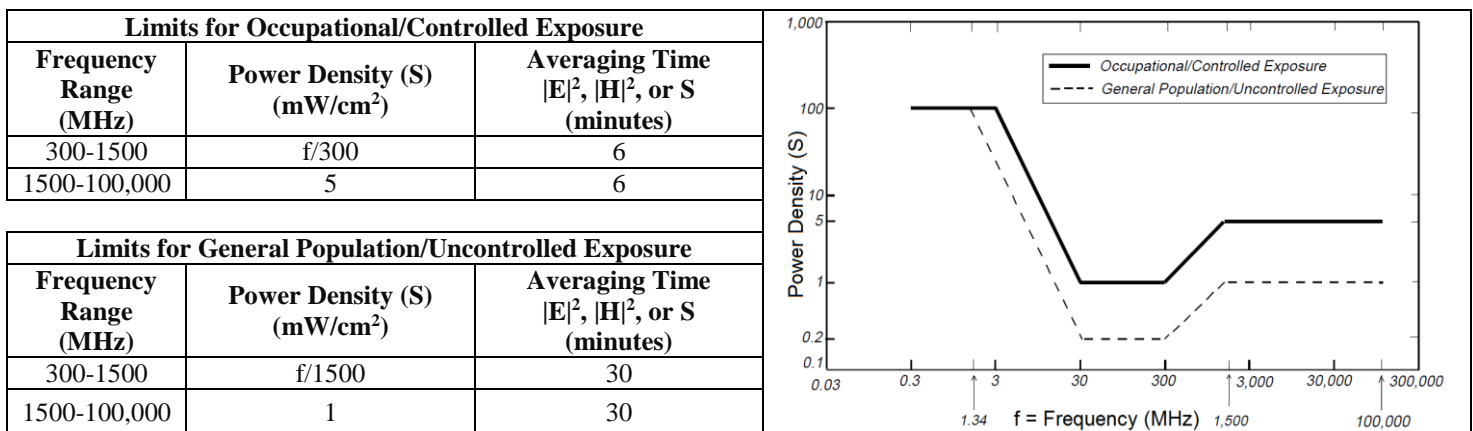 Limits for Occupational/Controlled Exposure
Frequency Range (MHz) Power Density (S) (mW/cm²) Averaging Time |E|², |H|², or S (minutes)
300-1500 f/300 6
1500-100,000 5 6
Limits for General Population/Uncontrolled Exposure
Frequency Range (MHz) Power Density (S) (mW/cm²) Averaging Time |E|², |H|², or S (minutes)
300-1500 f/1500 30
1500-100,000 1 30
Occupational/Controlled Exposure
General Population/Uncontrolled Exposure
Power Density (S)
1,000
100
10
5
1
0.2
0.1
0.03 0.3 3 30 300 3,000 30,000 300,000
1.34 f = Frequency (MHz) 1,500 100,000